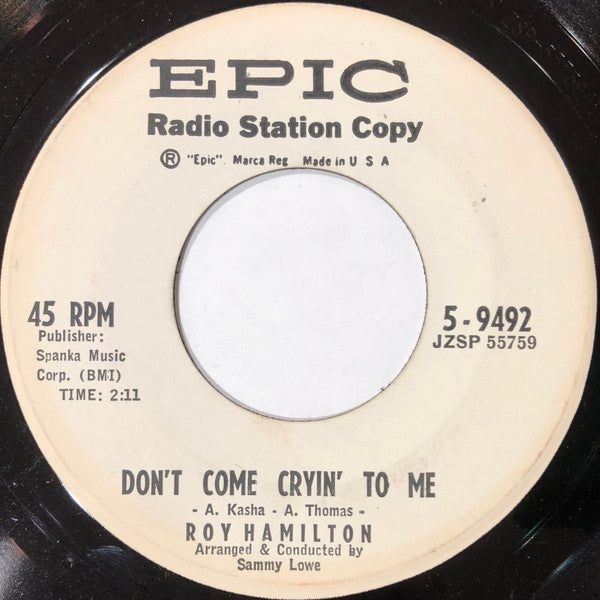 EPIC
Radio Station Copy
® "Epic". Marca Reg Made in U S A
45 RPM
Publisher:
Spanka Music
Corp. (BMI)
TIME: 2:11
5-9492
JZSP 55759
DON'T COME CRYIN' TO ME
- A. Kasha - A. Thomas -
ROY HAMILTON
Arranged & Conducted by
Sammy Lowe